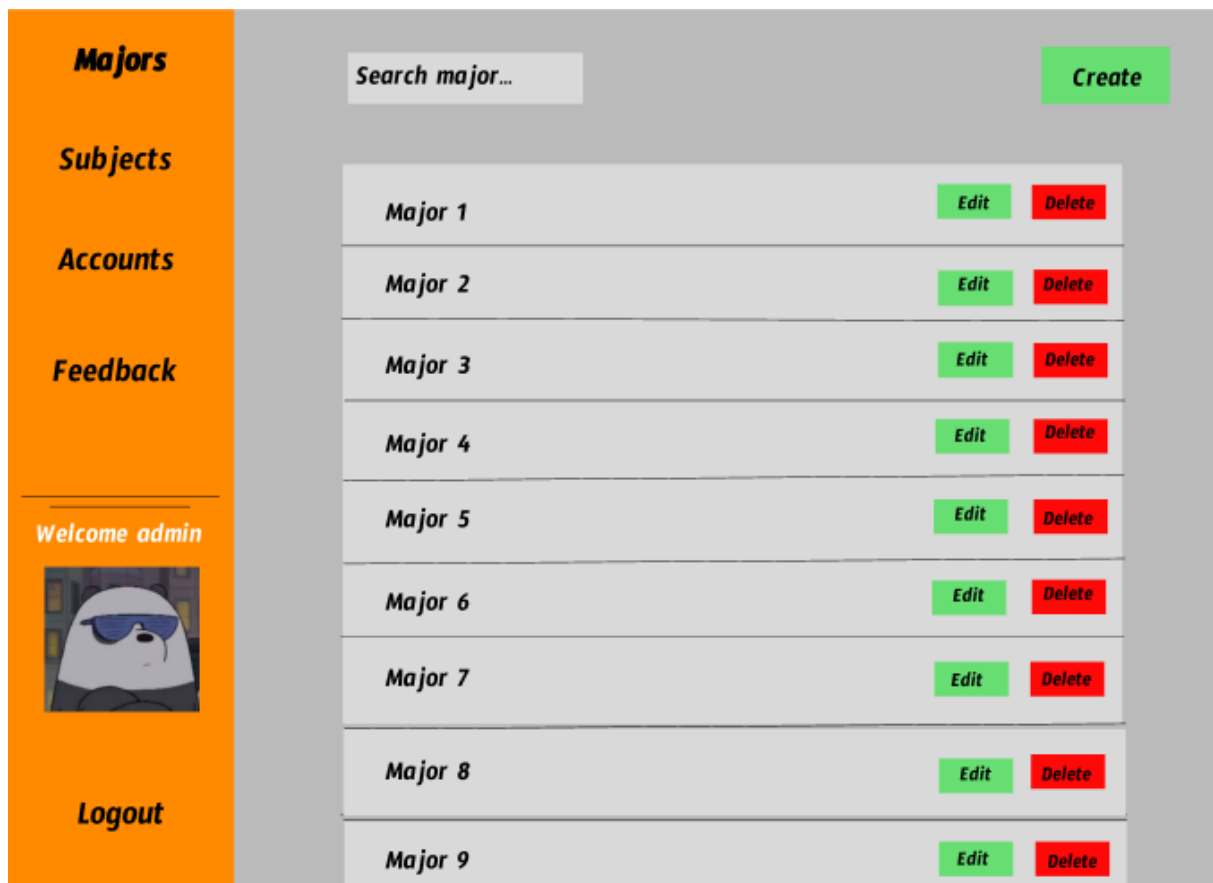 Majors
Subjects
Accounts
Feedback
Welcome admin
Logout
Search major...
Create
Major 1 Edit Delete
Major 2 Edit Delete
Major 3 Edit Delete
Major 4 Edit Delete
Major 5 Edit Delete
Major 6 Edit Delete
Major 7 Edit Delete
Major 8 Edit Delete
Major 9 Edit Delete